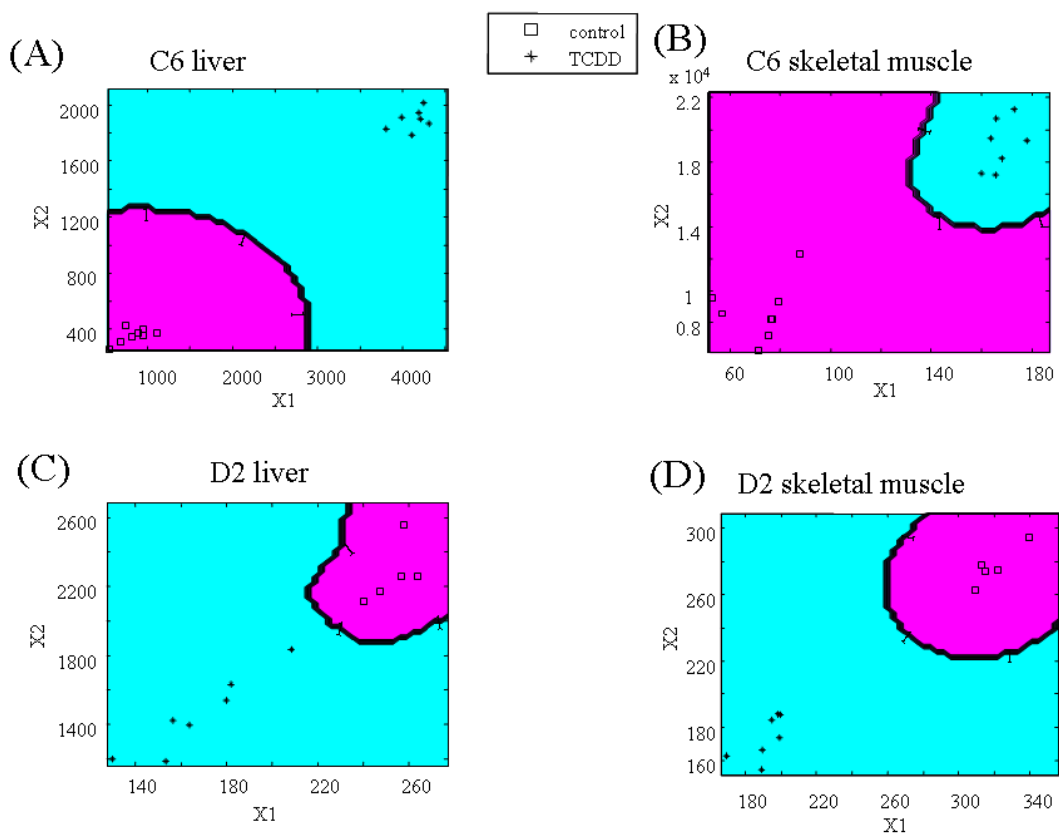 control
TCDD
(A)
C6 liver
2000
1600
1200
800
400
X2
1000
2000
3000
4000
X1
(B)
C6 skeletal muscle
x 10⁴
2.2
1.8
1.4
1
0.8
X2
60
100
140
180
X1
(C)
D2 liver
2600
2200
1800
1400
X2
140
180
220
260
X1
(D)
D2 skeletal muscle
300
260
220
180
160
X2
180
220
260
300
340
X1